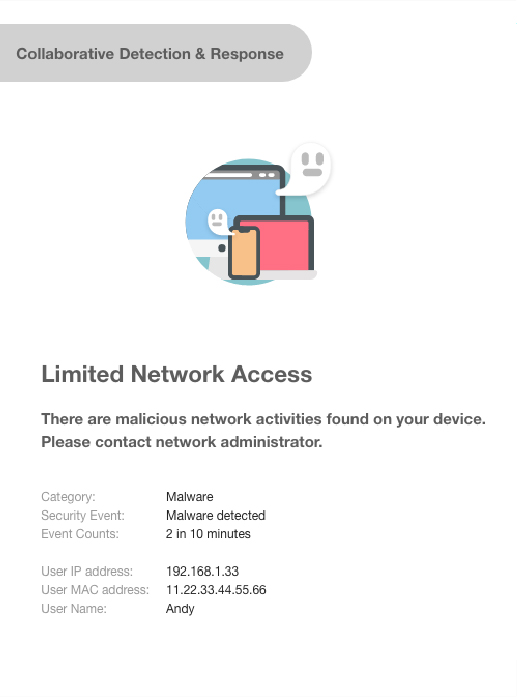 Collaborative Detection & Response
Limited Network Access
There are malicious network activities found on your device.
Please contact network administrator.
Category: Malware
Security Event: Malware detected
Event Counts: 2 in 10 minutes
User IP address: 192.168.1.33
User MAC address: 11.22.33.44.55.66
User Name: Andy